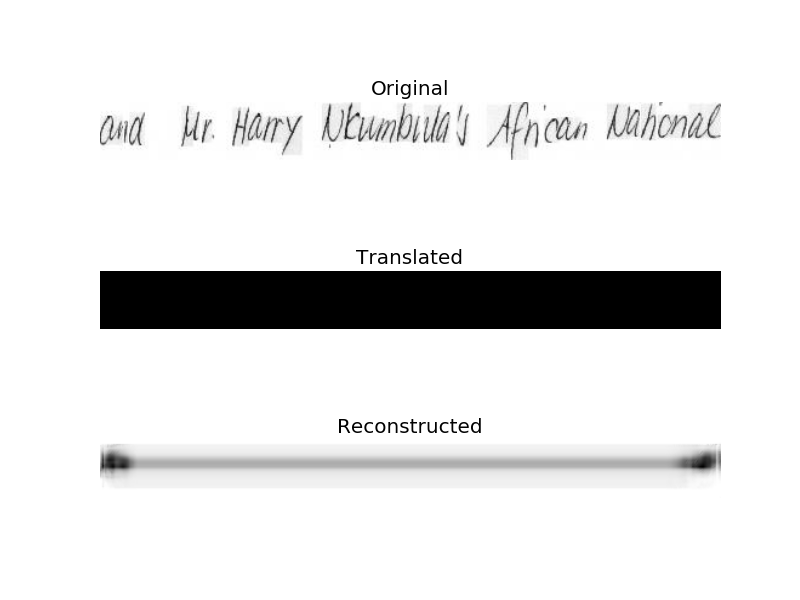 Original
and Mr. Harry Nkumbula's African National
Translated
Reconstructed